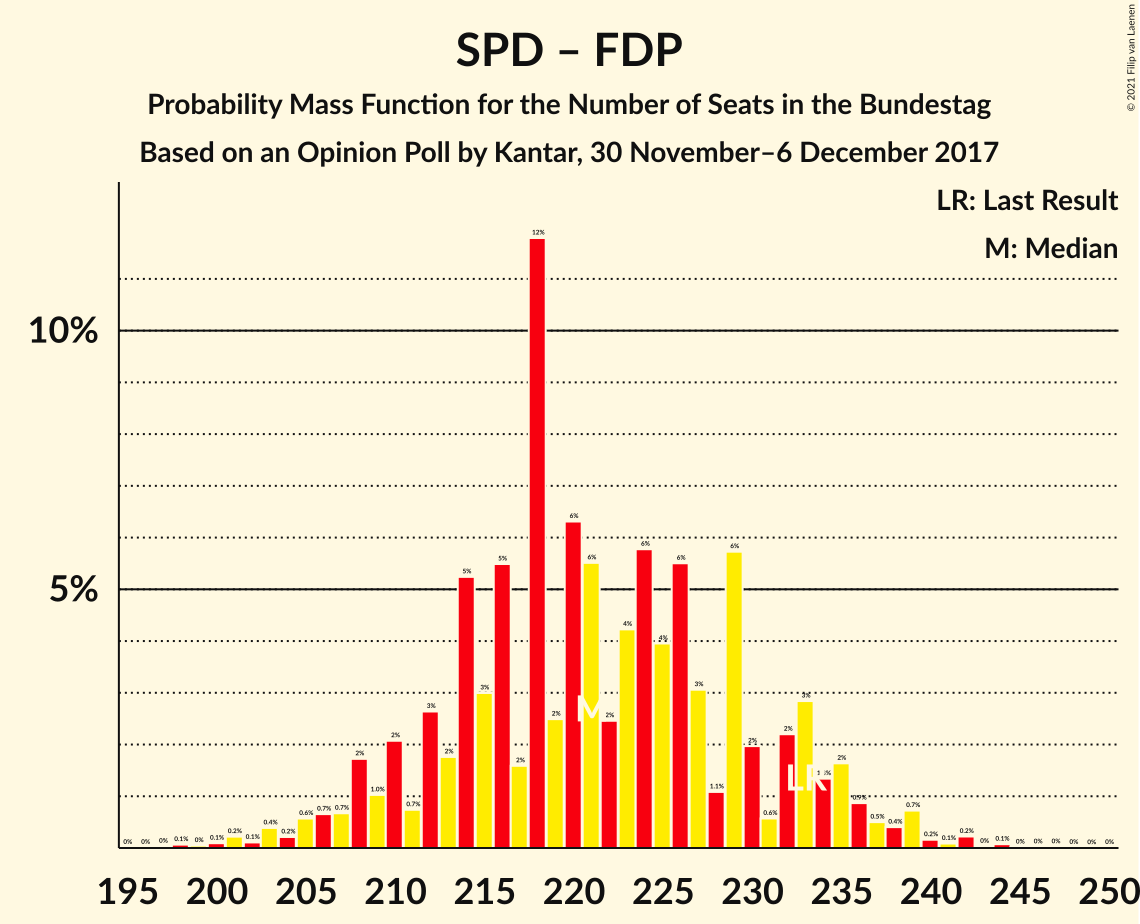 SPD – FDP
Probability Mass Function for the Number of Seats in the Bundestag
Based on an Opinion Poll by Kantar, 30 November–6 December 2017
© 2021 Filip van Laenen
LR: Last Result
M: Median
10%
5%
0% 0% 0% 0.1% 0% 0.1% 0.2% 0.1% 0.4% 0.2% 0.6% 0.7% 0.7% 2% 1.0% 2% 0.7% 3% 2% 5% 3% 5% 2% 12% 2% 6% 6% 2% 4% 6% 4% 6% 3% 1.1% 6% 2% 0.6% 2% 3% 2% 0.9% 0.5% 0.4% 0.7% 0.2% 0.1% 0.2% 0% 0.1% 0% 0% 0% 0% 0% 0%
M
LR
195 200 205 210 215 220 225 230 235 240 245 250